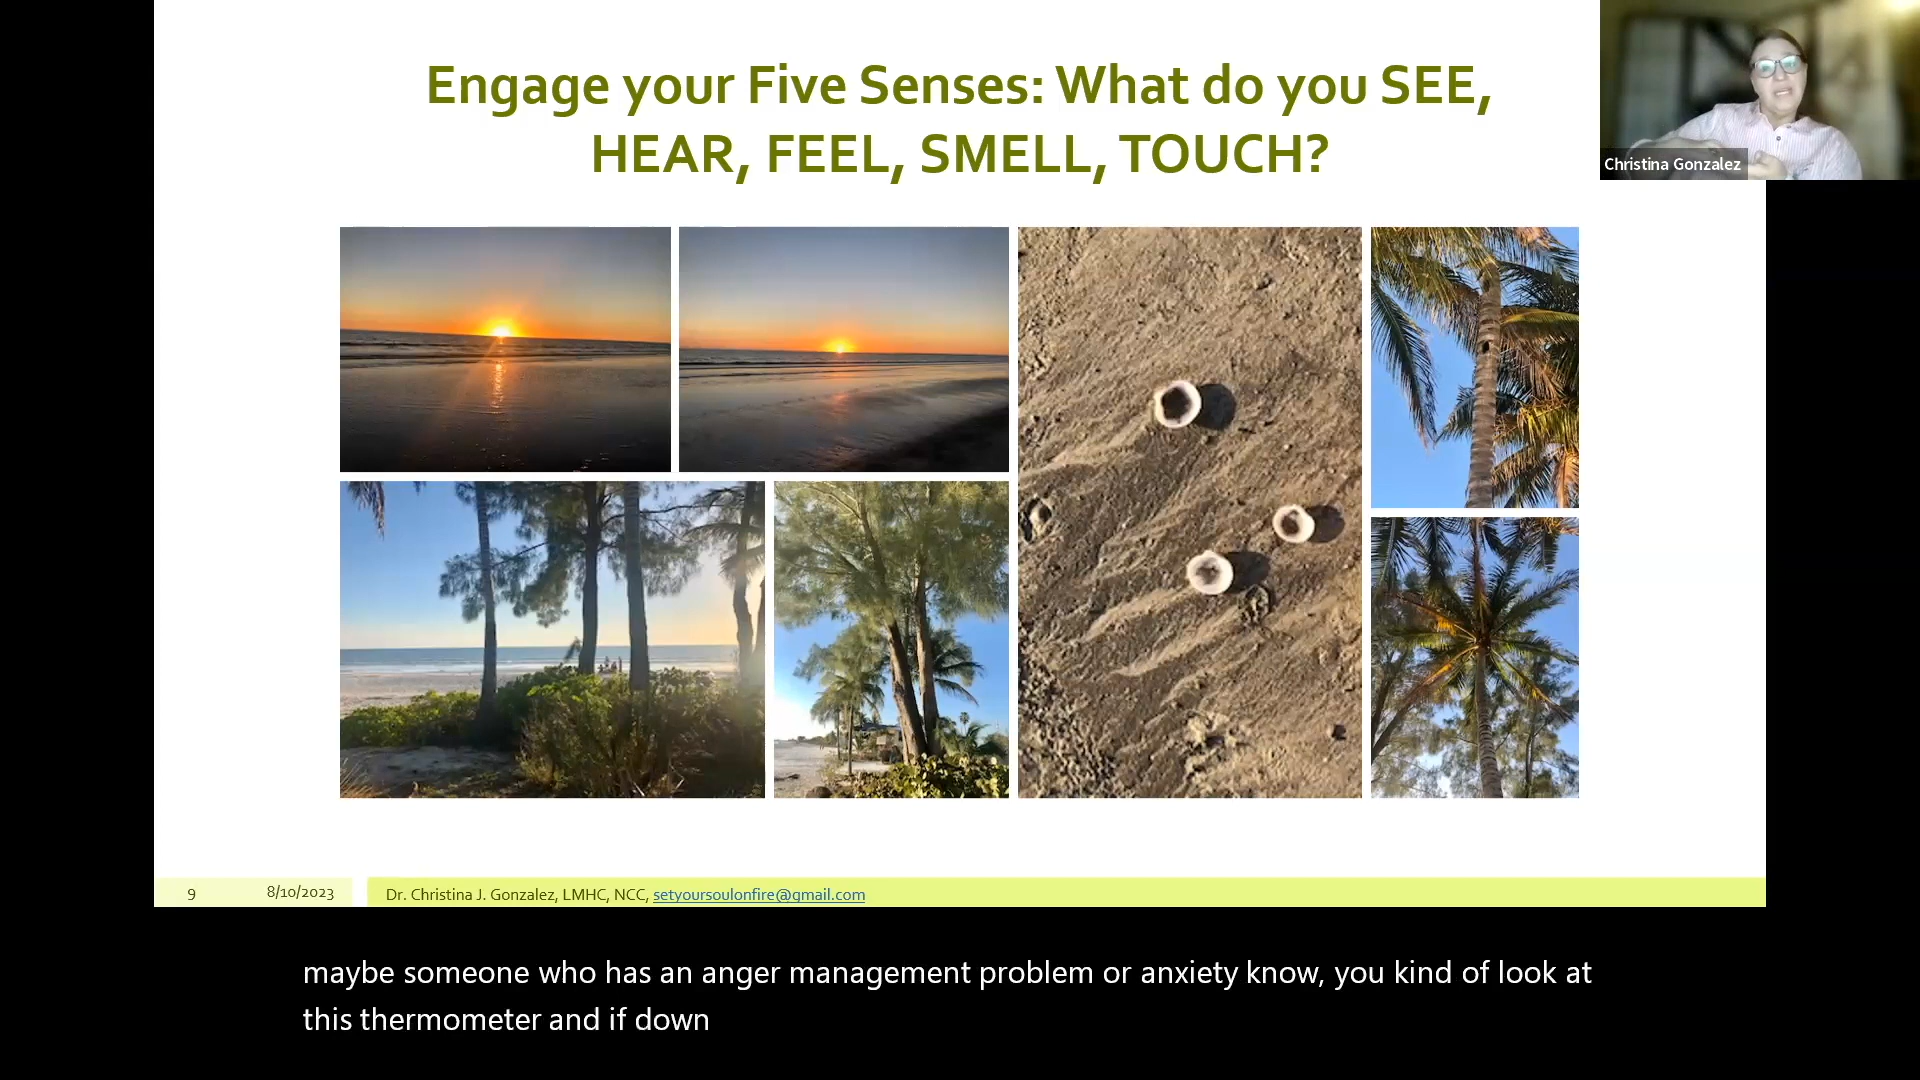 Engage your Five Senses: What do you SEE,
HEAR, FEEL, SMELL, TOUCH?
Christina Gonzalez
9
8/10/2023
Dr. Christina J. Gonzalez, LMHC, NCC, setyoursoulonfire@gmail.com
maybe someone who has an anger management problem or anxiety know, you kind of look at
this thermometer and if down